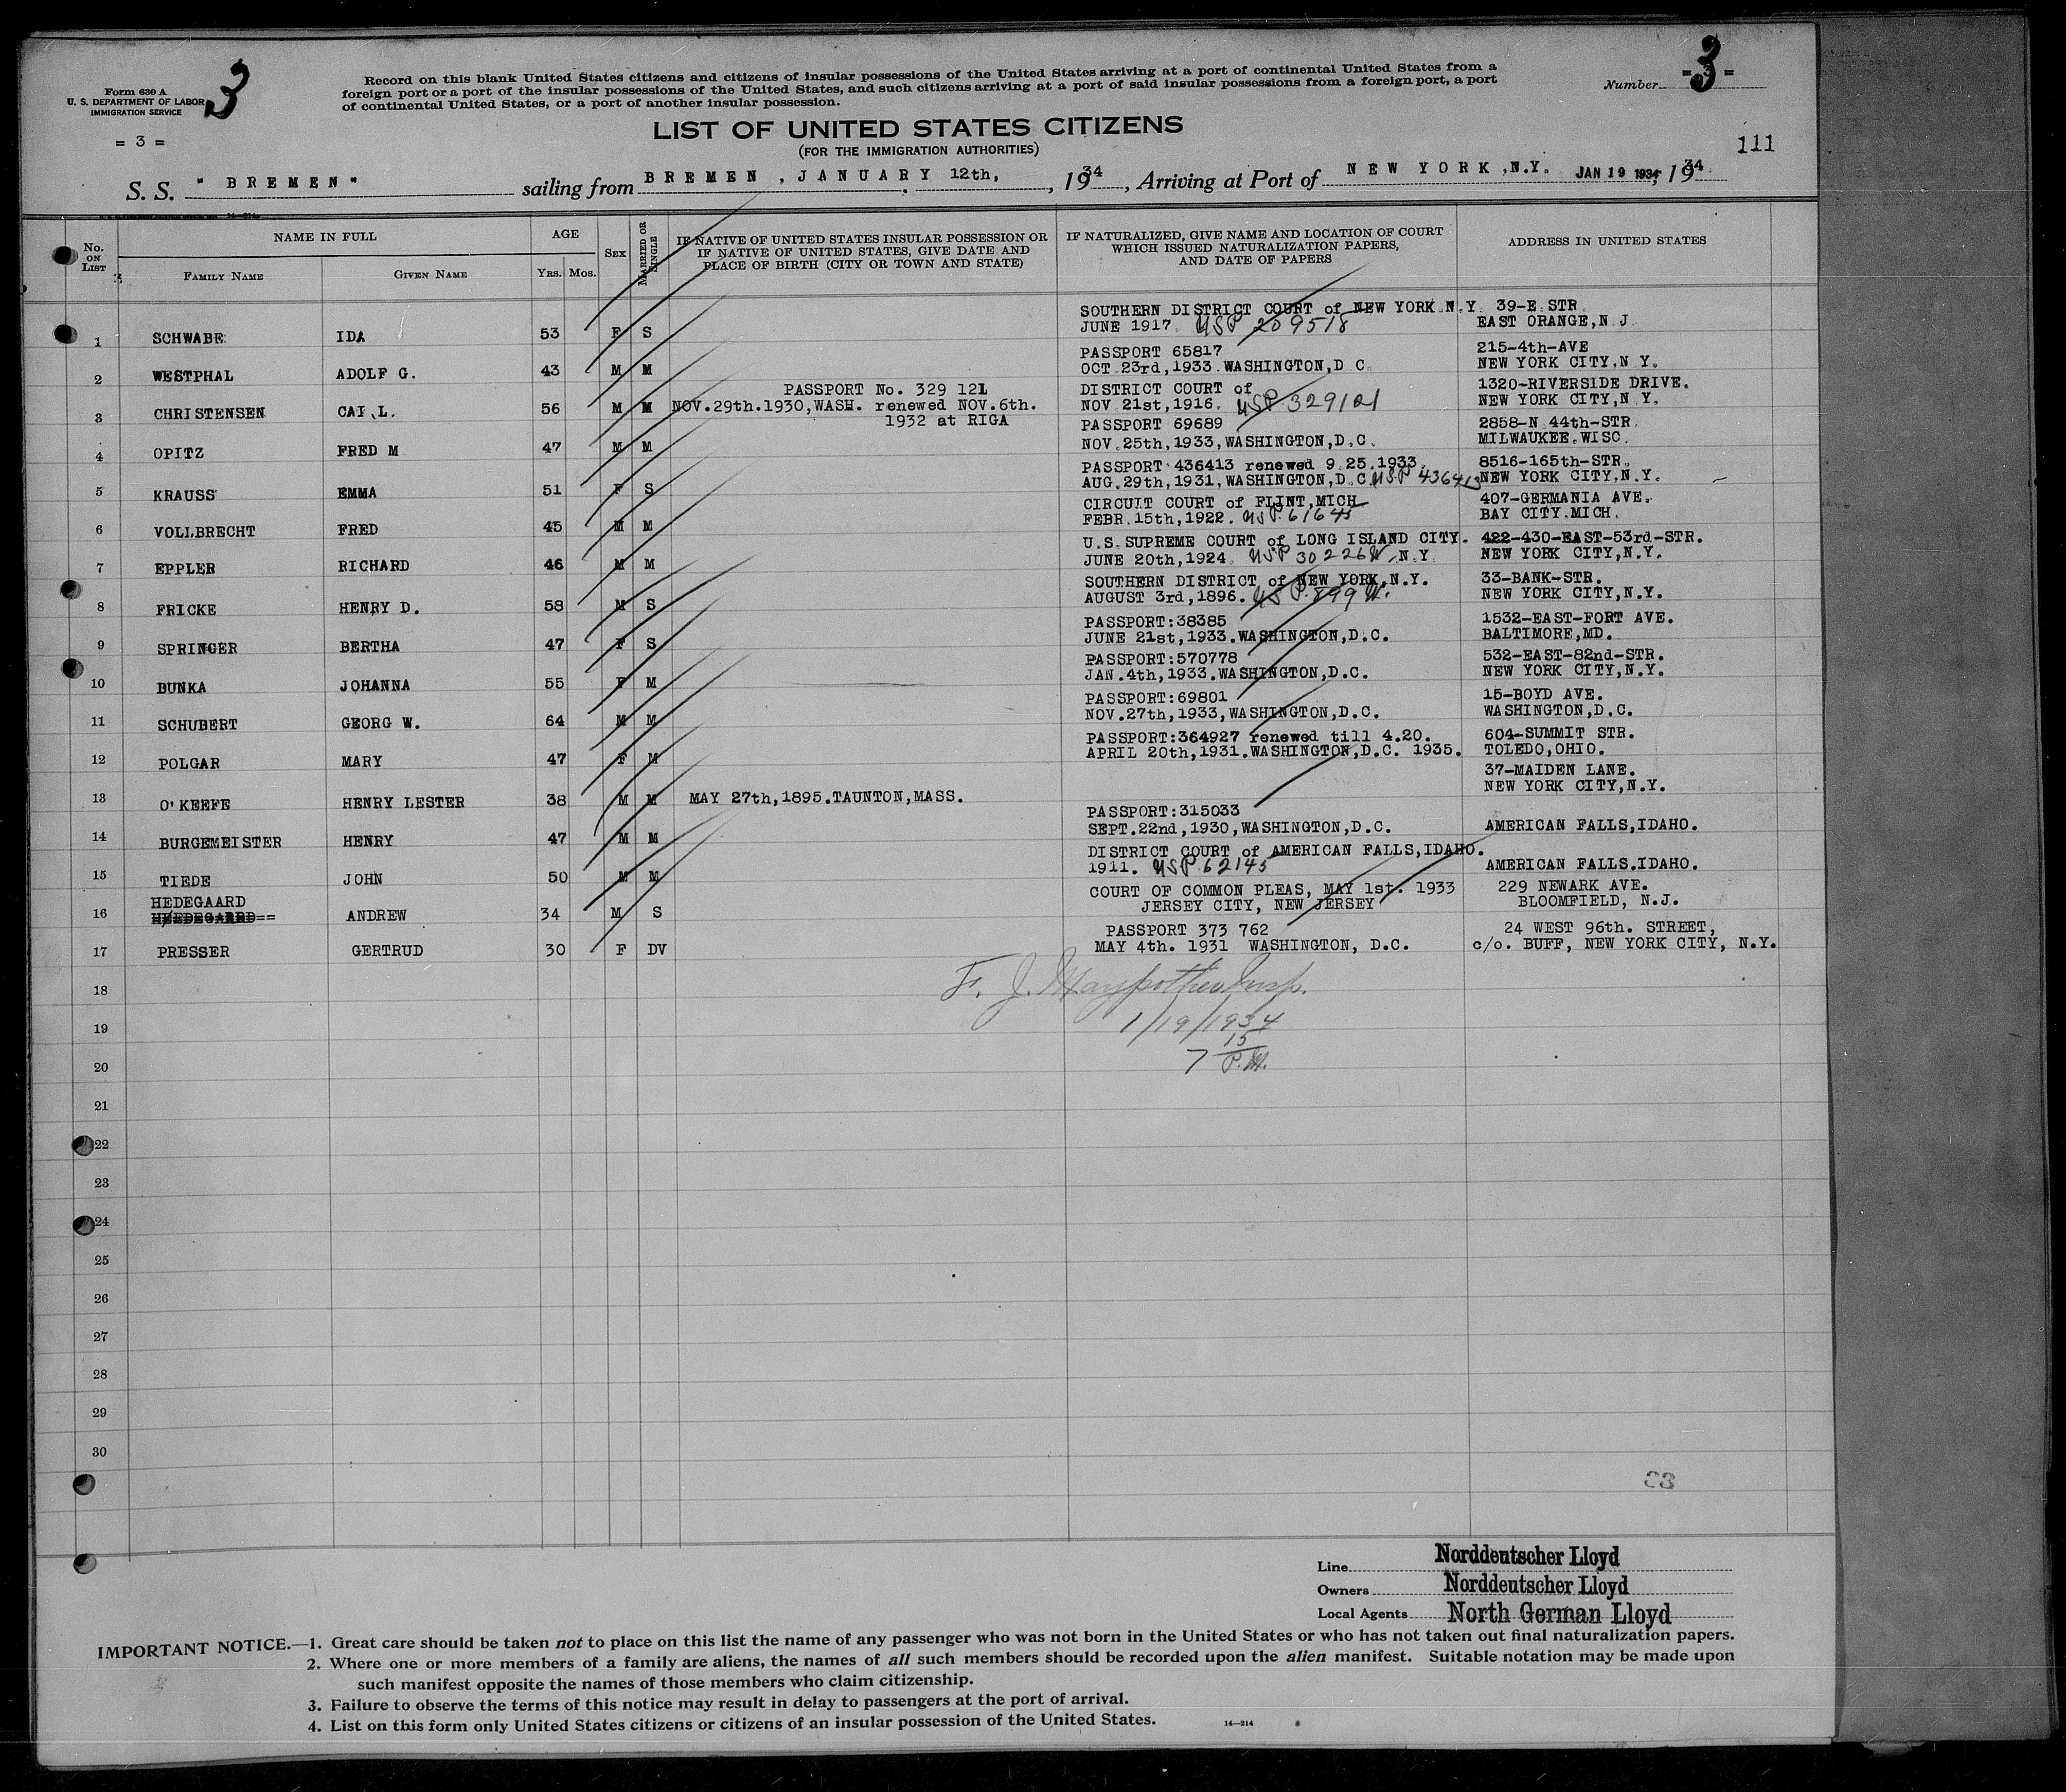 Form 630 A
U. S. DEPARTMENT OF LABOR
IMMIGRATION SERVICE
3
= 3 =
Record on this blank United States citizens and citizens of insular possessions of the United States arriving at a port of continental United States from a
foreign port or a port of the insular possessions of the United States, and such citizens arriving at a port of said insular possessions from a foreign port, a port
of continental United States, or a port of another insular possession.
Number 3
LIST OF UNITED STATES CITIZENS
(FOR THE IMMIGRATION AUTHORITIES)
111
S. S. "BREMEN" sailing from BREMEN, JANUARY 12th, , 1934, Arriving at Port of NEW YORK, N.Y. JAN 19 1934, 1934
No. ON LIST
NAME IN FULL
FAMILY NAME GIVEN NAME
AGE
YRS. MOS.
SEX
MARRIED OR SINGLE
IF NATIVE OF UNITED STATES INSULAR POSSESSION OR
IF NATIVE OF UNITED STATES, GIVE DATE AND
PLACE OF BIRTH (CITY OR TOWN AND STATE)
IF NATURALIZED, GIVE NAME AND LOCATION OF COURT
WHICH ISSUED NATURALIZATION PAPERS,
AND DATE OF PAPERS
ADDRESS IN UNITED STATES
SOUTHERN DISTRICT COURT of NEW YORK N.Y. 39-E STR
JUNE 1917. USP 209518 EAST ORANGE, N J
1 SCHWABE IDA 53 F S
PASSPORT 65817 215-4th-AVE
OCT 23rd, 1933 WASHINGTON, D C NEW YORK CITY, N Y.
2 WESTPHAL ADOLF G. 43 M M
PASSPORT No. 329 12L DISTRICT COURT of 1320-RIVERSIDE DRIVE.
NOV.29th.1930, WASH. renewed NOV.6th. NOV 21st, 1916. USP 329121 NEW YORK CITY, N Y.
3 CHRISTENSEN CAI L. 56 M M
1932 at RIGA
PASSPORT 69689 2858-N 44th-STR.
NOV.25th, 1933, WASHINGTON, D.C. MILWAUKEE. WISC.
4 OPITZ FRED M 47 M M
PASSPORT 436413 renewed 9 25.1933 8516-165th-STR.
AUG.29th, 1931, WASHINGTON, D.C USP 436413 NEW YORK CITY, N.Y.
5 KRAUSS EMMA 51 F S
CIRCUIT COURT of FLINT, MICH 407-GERMANIA AVE.
FEBR.15th, 1922. USP. 61645 BAY CITY. MICH.
6 VOLLBRECHT FRED 45 M M
U.S.SUPREME COURT of LONG ISLAND CITY. 422-430-EAST-53rd-STR.
JUNE 20th, 1924 USP 30226W N.Y NEW YORK CITY, N.Y.
7 EPPLER RICHARD 46 M M
SOUTHERN DISTRICT of NEW YORK, N.Y. 33-BANK-STR.
AUGUST 3rd, 1896. USP. 899 W. NEW YORK CITY, N.Y.
8 FRICKE HENRY D. 58 M S
PASSPORT:38385 1532-EAST-FORT AVE.
JUNE 21st, 1933. WASHINGTON, D.C. BALTIMORE, MD.
9 SPRINGER BERTHA 47 F S
PASSPORT:570778 532-EAST-82nd-STR.
JAN.4th, 1933. WASHINGTON, D.C. NEW YORK CITY, N.Y.
10 BUNKA JOHANNA 55 F M
PASSPORT:69801 15-BOYD AVE.
NOV.27th, 1933, WASHINGTON, D.C. WASHINGTON, D.C.
11 SCHUBERT GEORG W. 64 M M
PASSPORT:364927 renewed till 4.20. 604-SUMMIT STR.
APRIL 20th, 1931. WASHINGTON, D.C. 1935. TOLEDO, OHIO.
12 POLGAR MARY 47 F M
37-MAIDEN LANE.
NEW YORK CITY, N.Y.
13 O'KEEFE HENRY LESTER 38 M M MAY 27th, 1895. TAUNTON, MASS.
PASSPORT:315033
SEPT.22nd, 1930, WASHINGTON, D.C. AMERICAN FALLS, IDAHO.
14 BURGEMEISTER HENRY 47 M M
DISTRICT COURT of AMERICAN FALLS, IDAHO.
1911. USP. 62145 AMERICAN FALLS. IDAHO.
15 TIEDE JOHN 50 M M
HEDEGAARD COURT OF COMMON PLEAS, MAY 1st. 1933 229 NEWARK AVE.
JERSEY CITY, NEW JERSEY BLOOMFIELD, N.J.
16 ANDREW 34 M S
PASSPORT 373 762 24 WEST 96th. STREET,
MAY 4th. 1931 WASHINGTON, D.C. c/o. BUFF, NEW YORK CITY, N.Y.
17 PRESSER GERTRUD 30 F DV
18
F. J. Insp.
19
1/19/1934
20
7 15 P.M.
21
22
23
24
25
26
27
28
29
30
Line Norddeutscher Lloyd
Owners Norddeutscher Lloyd
Local Agents North German Lloyd
IMPORTANT NOTICE.—1. Great care should be taken not to place on this list the name of any passenger who was not born in the United States or who has not taken out final naturalization papers.
2. Where one or more members of a family are aliens, the names of all such members should be recorded upon the alien manifest. Suitable notation may be made upon
such manifest opposite the names of those members who claim citizenship.
3. Failure to observe the terms of this notice may result in delay to passengers at the port of arrival.
4. List on this form only United States citizens or citizens of an insular possession of the United States. 14—214